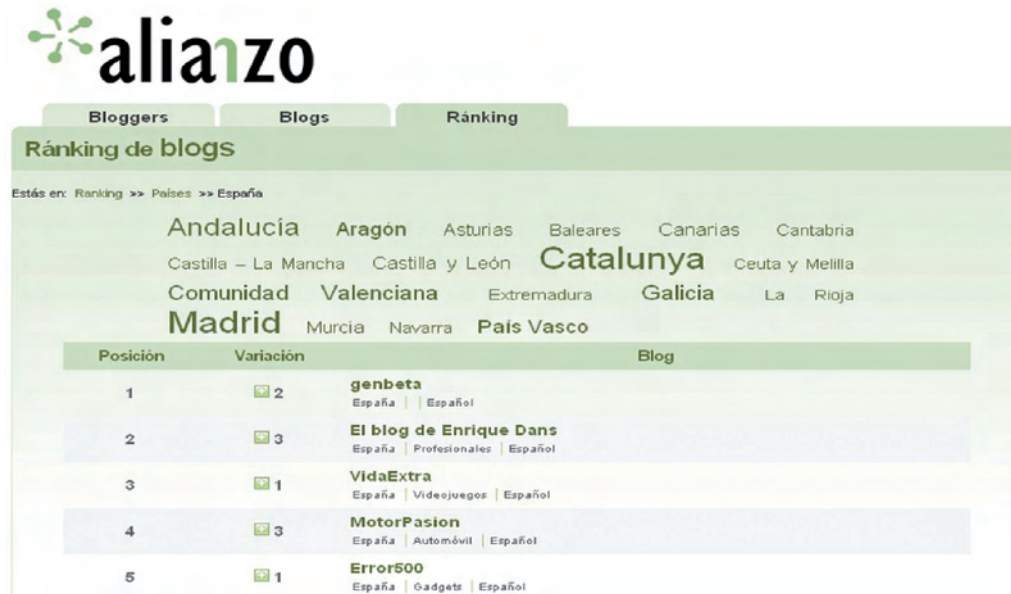 alianzo
Bloggers Blogs Ránking
Ránking de blogs
Estás en: Ranking >> Países >> España
Andalucía Aragón Asturias Baleares Canarias Cantabria
Castilla – La Mancha Castilla y León Catalunya Ceuta y Melilla
Comunidad Valenciana Extremadura Galicia La Rioja
Madrid Murcia Navarra País Vasco
Posición Variación Blog
1 2 genbeta
España | | Español
2 3 El blog de Enrique Dans
España | Profesionales | Español
3 1 VidaExtra
España | Videojuegos | Español
4 3 MotorPasion
España | Automóvil | Español
5 1 Error500
España | Gadgets | Español